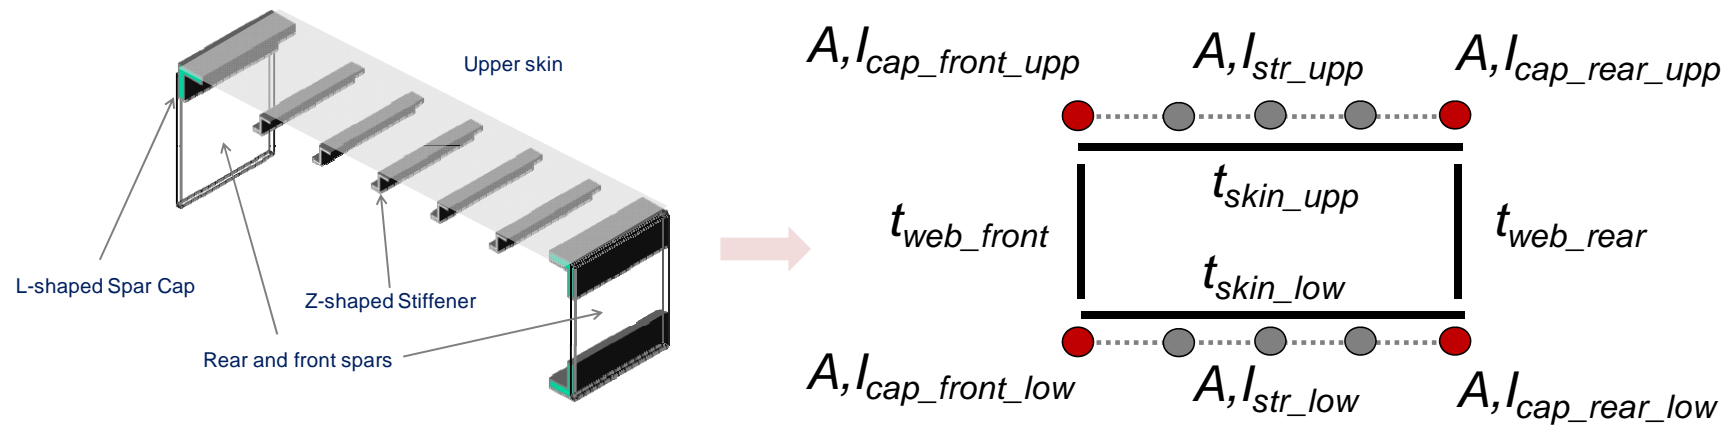 Upper skin
L-shaped Spar Cap
Z-shaped Stiffener
Rear and front spars
A,I_cap_front_upp
A,I_str_upp
A,I_cap_rear_upp
t_skin_upp
t_web_front
t_web_rear
t_skin_low
A,I_cap_front_low
A,I_str_low
A,I_cap_rear_low